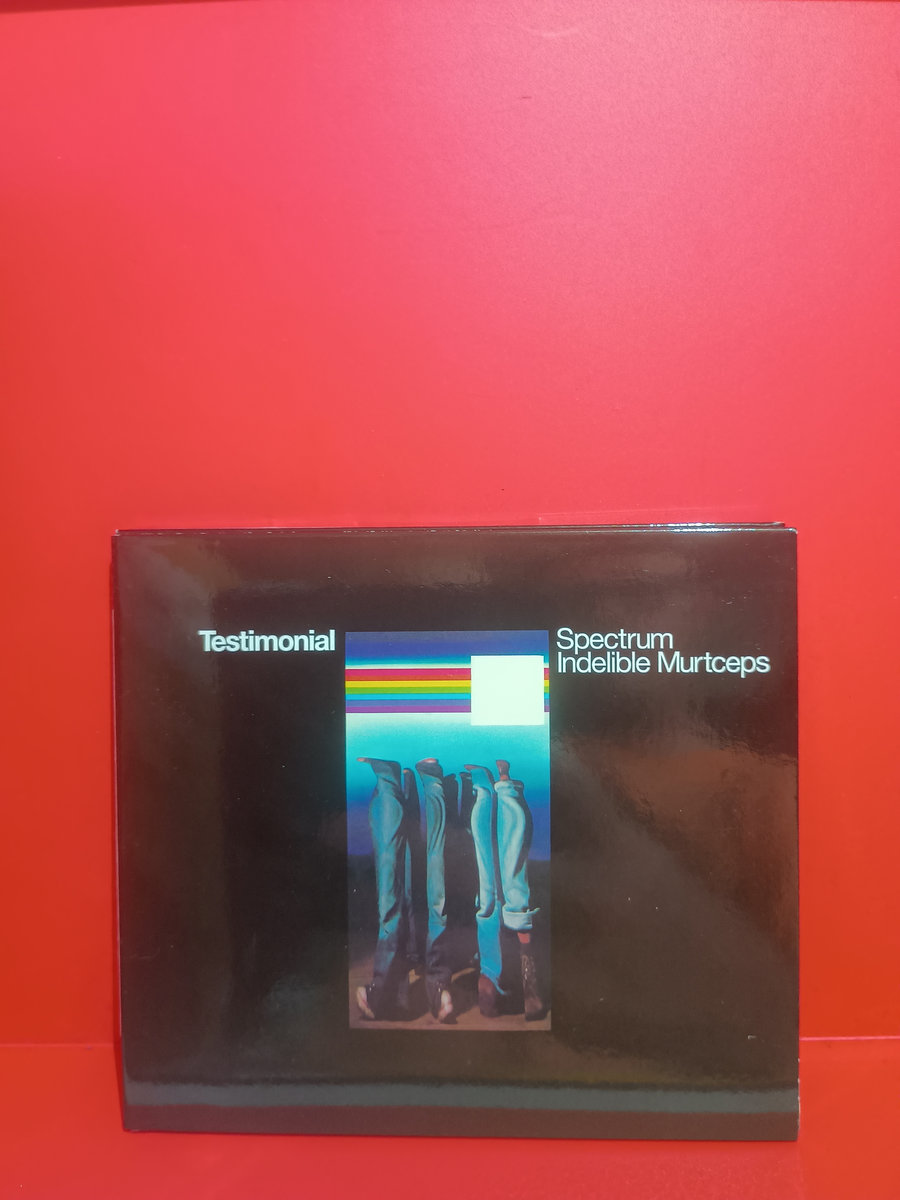 Testimonial
Spectrum
Indelible Murtceps